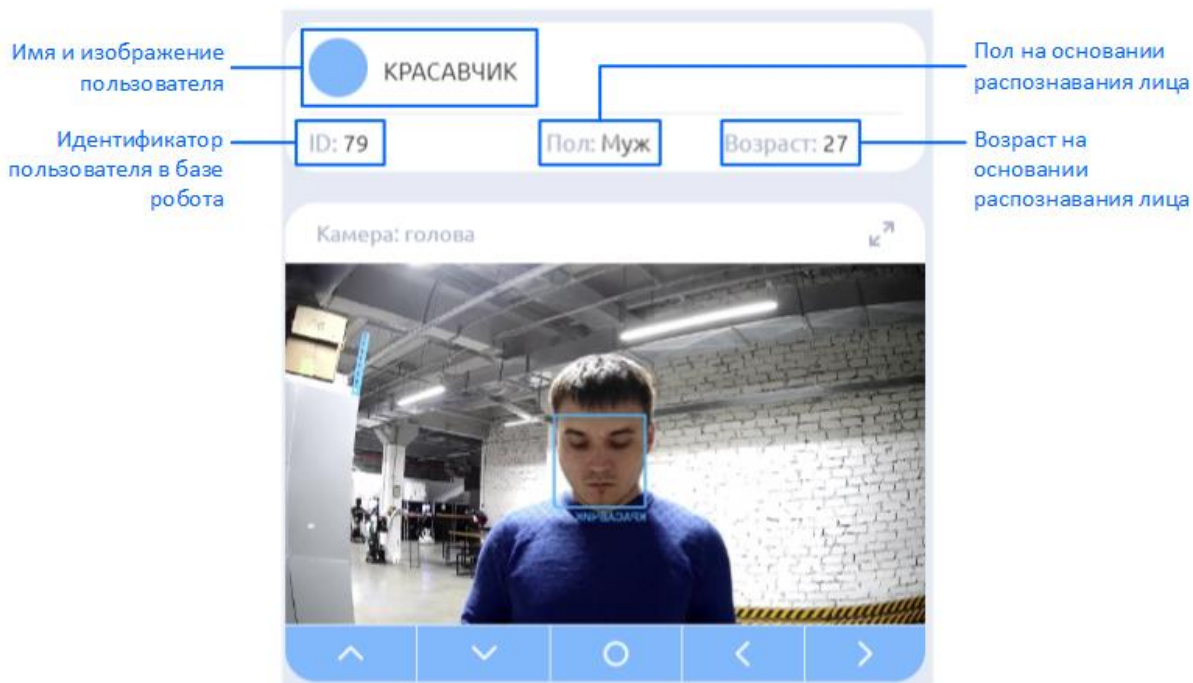 Имя и изображение
пользователя
КРАСАВЧИК
Пол на основании
распознавания лица
Идентификатор
пользователя в базе
робота
ID: 79
Пол: Муж
Возраст: 27
Возраст на
основании
распознавания лица
Камера: голова
КРАСАВЧИК